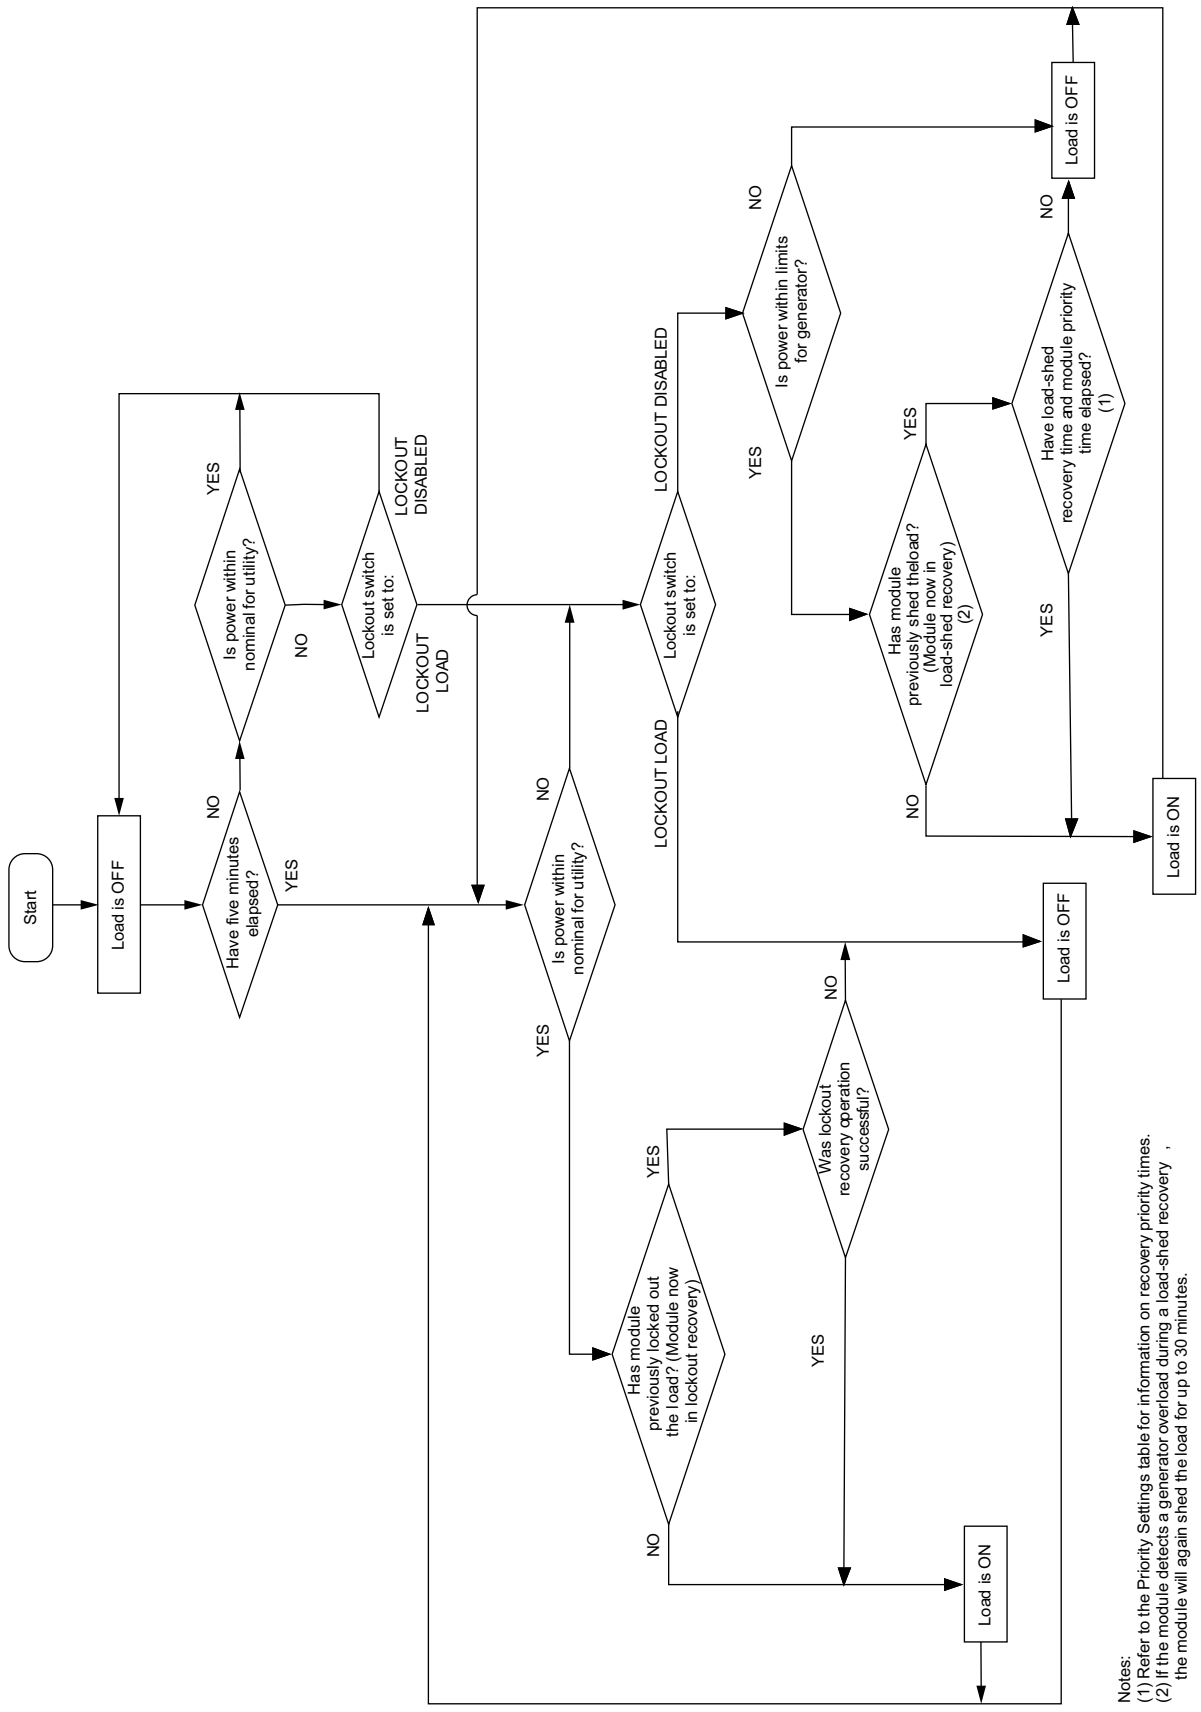 Start
Load is OFF
Have five minutes
elapsed?
NO
YES
Is power within
nominal for utility?
YES
NO
Lockout switch
is set to:
LOCKOUT
DISABLED
LOCKOUT
LOAD
Is power within
nominal for utility?
YES
NO
Lockout switch
is set to:
LOCKOUT LOAD
LOCKOUT DISABLED
Has module
previously locked out
the load? (Module now
in lockout recovery)
NO
YES
Was lockout
recovery operation
successful?
YES
NO
Load is ON
Load is OFF
Is power within limits
for generator?
YES
NO
Has module
previously shed theload?
(Module now in
load-shed recovery)
(2)
NO
YES
Have load-shed
recovery time and module priority
time elapsed?
(1)
YES
NO
Load is OFF
Load is ON
Notes:
(1) Refer to the Priority Settings table for information on recovery priority times.
(2) If the module detects a generator overload during a load-shed recovery ,
the module will again shed the load for up to 30 minutes.